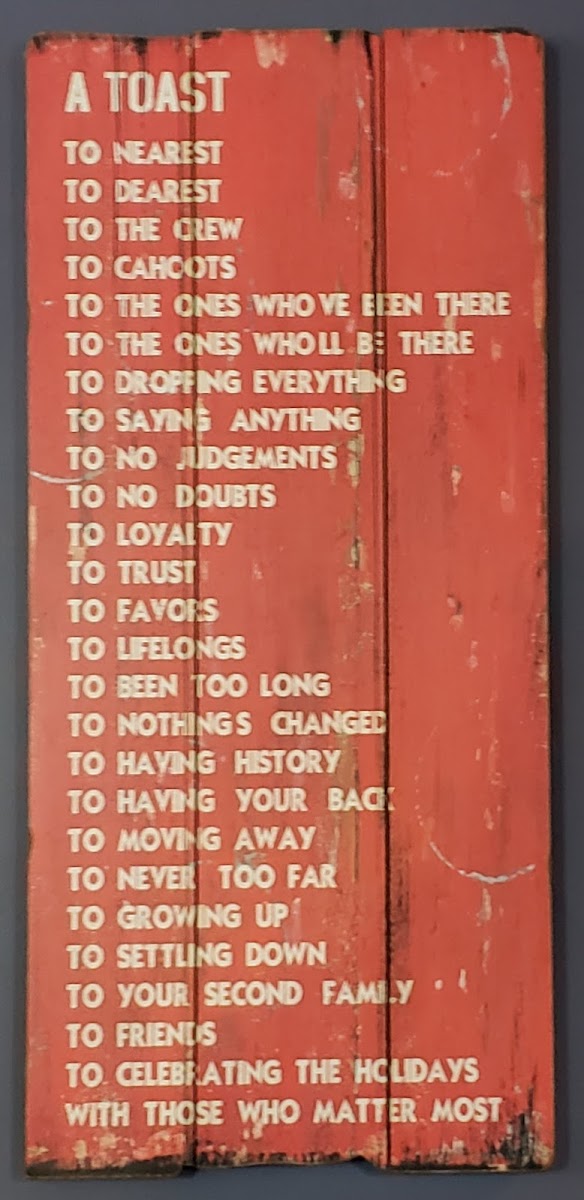 A TOAST
TO NEAREST
TO DEAREST
TO THE CREW
TO CAHOOTS
TO THE ONES WHO VE BEEN THERE
TO THE ONES WHO LL BE THERE
TO DROPPING EVERYTHING
TO SAYING ANYTHING
TO NO JUDGEMENTS
TO NO DOUBTS
TO LOYALTY
TO TRUST
TO FAVORS
TO LIFELONGS
TO BEEN TOO LONG
TO NOTHING S CHANGED
TO HAVING HISTORY
TO HAVING YOUR BACK
TO MOVING AWAY
TO NEVER TOO FAR
TO GROWING UP
TO SETTLING DOWN
TO YOUR SECOND FAMILY
TO FRIENDS
TO CELEBRATING THE HOLIDAYS
WITH THOSE WHO MATTER MOST